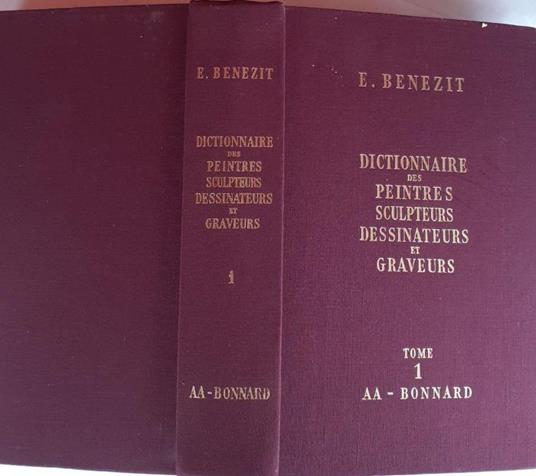 E. BENEZIT
DICTIONNAIRE
DES
PEINTRES
SCULPTEURS
DESSINATEURS
ET
GRAVEURS
1
AA-BONNARD
E. BENEZIT
DICTIONNAIRE
DES
PEINTRES
SCULPTEURS
DESSINATEURS
ET
GRAVEURS
TOME
1
AA - BONNARD